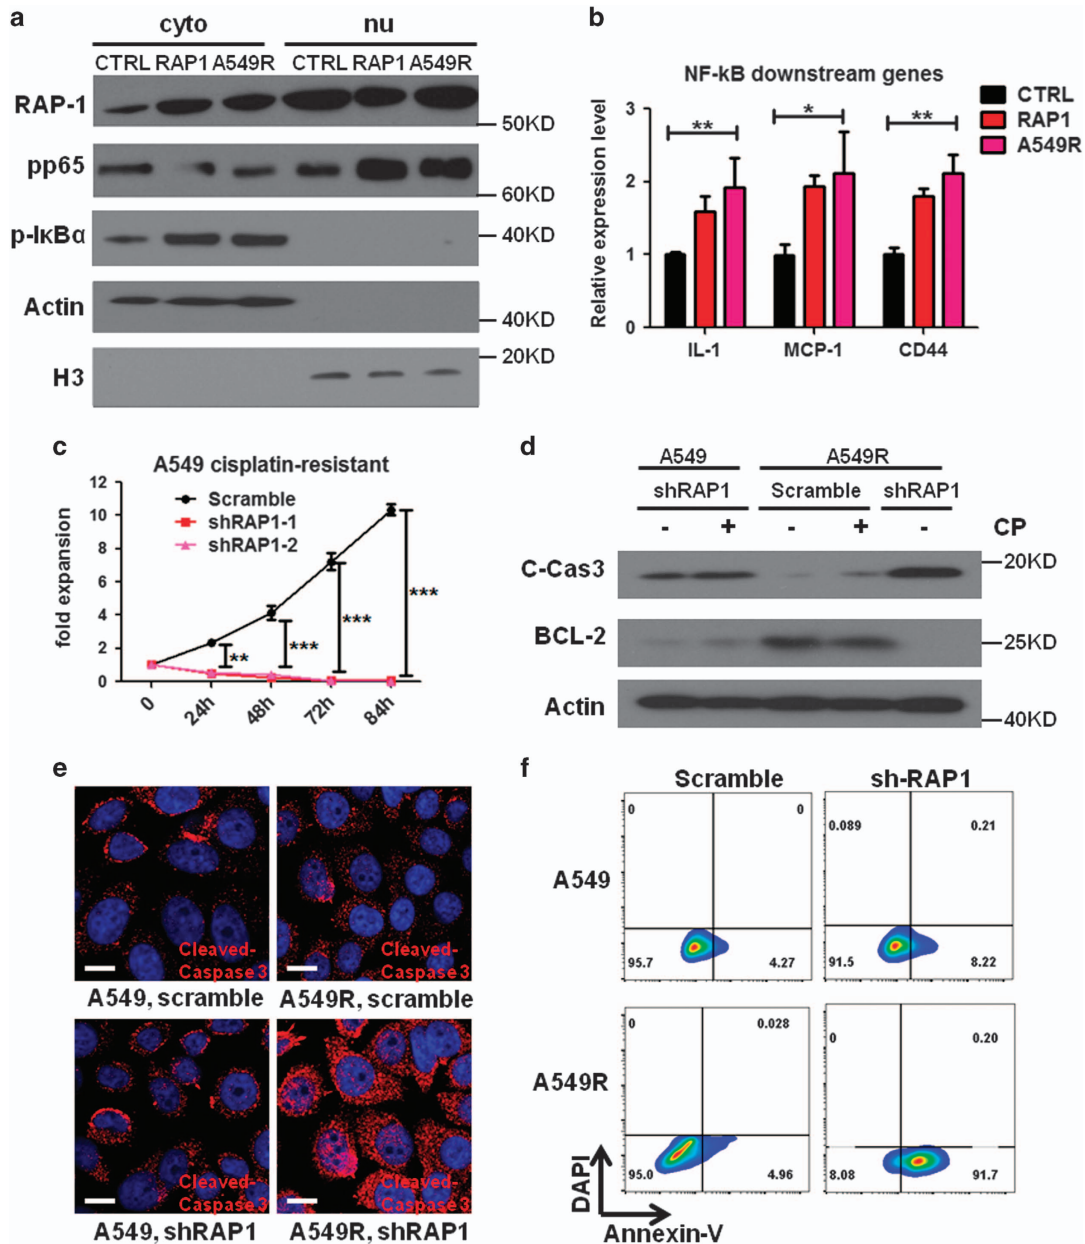 a
cyto nu
CTRL RAP1 A549R CTRL RAP1 A549R
RAP-1
50KD
pp65
60KD
p-IκBα
40KD
Actin
40KD
20KD
H3
b
NF-kB downstream genes
CTRL
RAP1
A549R
Relative expression level
3
2
1
0
** * **
IL-1 MCP-1 CD44
c
A549 cisplatin-resistant
Scramble
shRAP1-1
shRAP1-2
fold expansion
12
10
8
6
4
2
0
** *** *** ***
0 24h 48h 72h 84h
d
A549 A549R
shRAP1 Scramble shRAP1
- + - + - CP
C-Cas3
20KD
BCL-2
25KD
Actin
40KD
e
Cleaved-
Caspase3
A549, scramble
Cleaved-
Caspase3
A549R, scramble
Cleaved-
Caspase3
A549, shRAP1
Cleaved-
Caspase3
A549R, shRAP1
f
Scramble sh-RAP1
A549
0 0
95.7 4.27
0.089 0.21
91.5 8.22
A549R
0 0.028
95.0 4.96
0 0.20
8.08 91.7
DAPI
Annexin-V